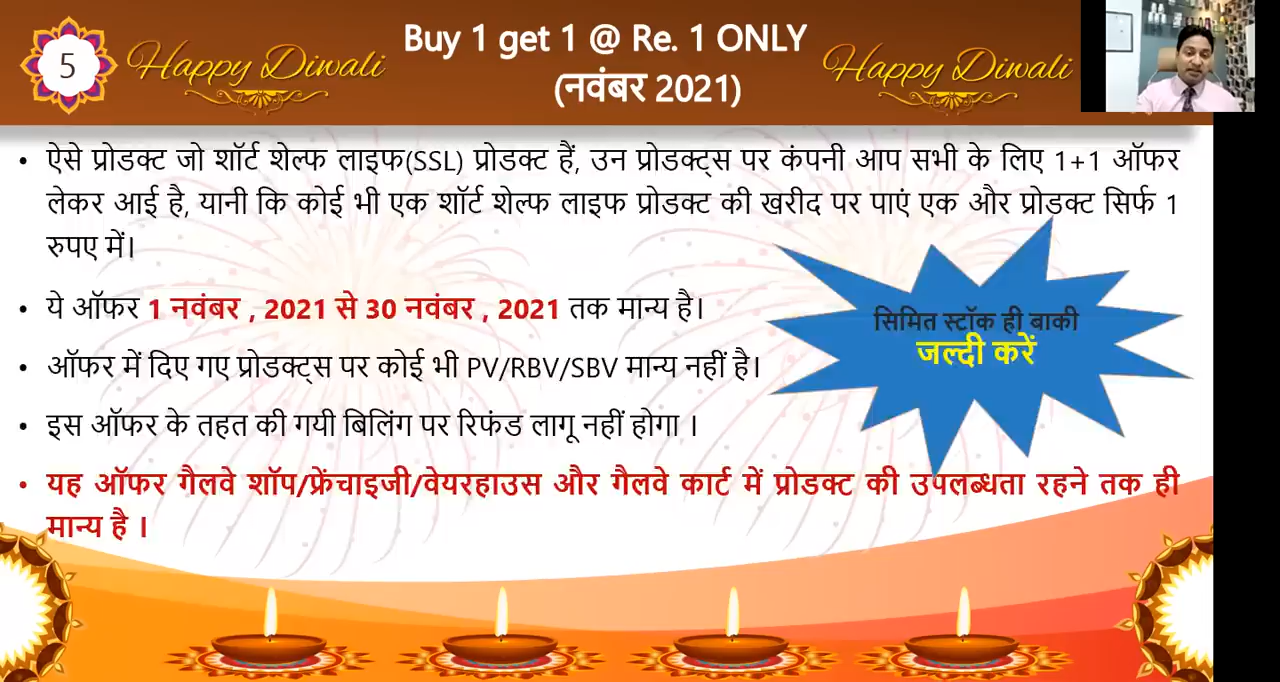 5
Happy Diwali
Buy 1 get 1 @ Re. 1 ONLY
(नवंबर 2021)
Happy Diwali
• ऐसे प्रोडक्ट जो शॉर्ट शेल्फ लाइफ(SSL) प्रोडक्ट हैं, उन प्रोडक्ट्स पर कंपनी आप सभी के लिए 1+1 ऑफर
लेकर आई है, यानी कि कोई भी एक शॉर्ट शेल्फ लाइफ प्रोडक्ट की खरीद पर पाएं एक और प्रोडक्ट सिर्फ 1
रुपए में।
• ये ऑफर 1 नवंबर , 2021 से 30 नवंबर , 2021 तक मान्य है।
सिमित स्टॉक ही बाकी
जल्दी करें
• ऑफर में दिए गए प्रोडक्ट्स पर कोई भी PV/RBV/SBV मान्य नहीं है।
• इस ऑफर के तहत की गयी बिलिंग पर रिफंड लागू नहीं होगा ।
• यह ऑफर गैलवे शॉप/फ्रेंचाइजी/वेयरहाउस और गैलवे कार्ट में प्रोडक्ट की उपलब्धता रहने तक ही
मान्य है ।